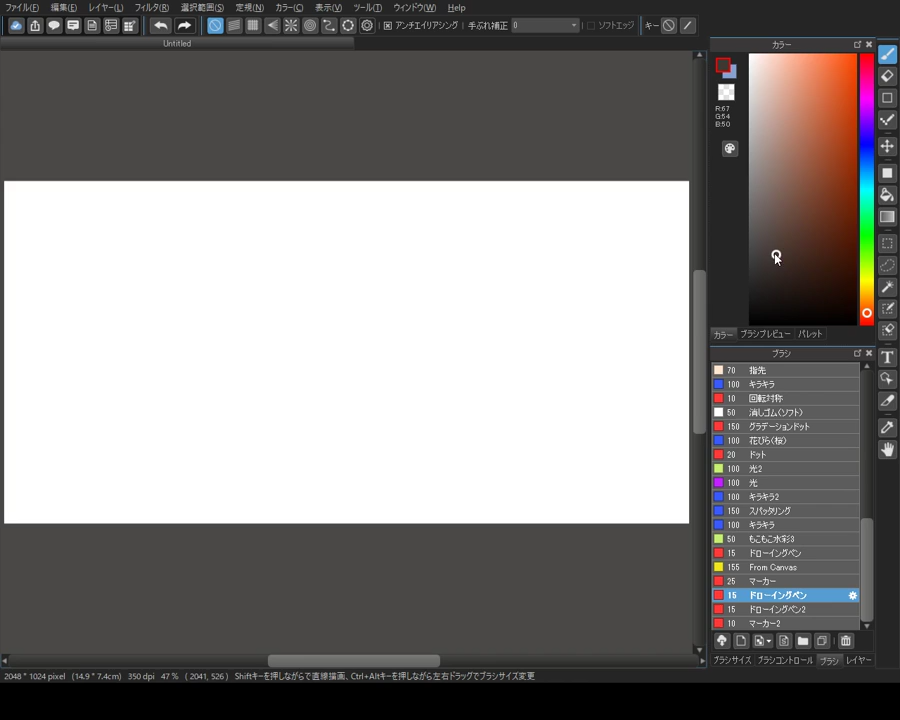 ファイル(F) 編集(E) レイヤー(L) フィルタ(R) 選択範囲(S) 定規(N) カラー(C) 表示(V) ツール(T) ウィンドウ(W) Help
アンチエイリアシング 手ぶれ補正 0 ソフトエッジ キー
Untitled
カラー
R:67
G:54
B:50
カラー ブラシプレビュー パレット
ブラシ
70 指先
100 キラキラ
10 回転対称
50 消しゴム(ソフト)
150 グラデーションドット
100 花びら(桜)
20 ドット
100 光2
100 光
100 キラキラ2
150 スパッタリング
100 キラキラ
50 もこもこ水彩3
15 ドローイングペン
155 From Canvas
25 マーカー
15 ドローイングペン
15 ドローイングペン2
10 マーカー2
ブラシサイズ ブラシコントロール ブラシ レイヤー
2048 * 1024 pixel (14.9 * 7.4cm) 350 dpi 47 % ( 2041, 526 ) Shiftキーを押しながらで直線描画、Ctrl+Altキーを押しながら左右ドラッグでブラシサイズ変更